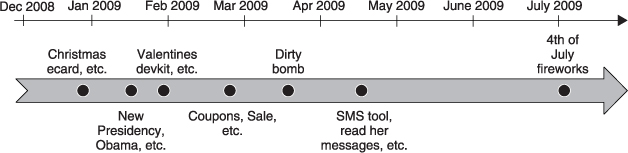 Dec 2008 Jan 2009 Feb 2009 Mar 2009 Apr 2009 May 2009 June 2009 July 2009
Christmas
ecard, etc.
Valentines
devkit, etc.
Dirty
bomb
4th of
July
fireworks
New
Presidency,
Obama, etc.
Coupons, Sale,
etc.
SMS tool,
read her
messages, etc.